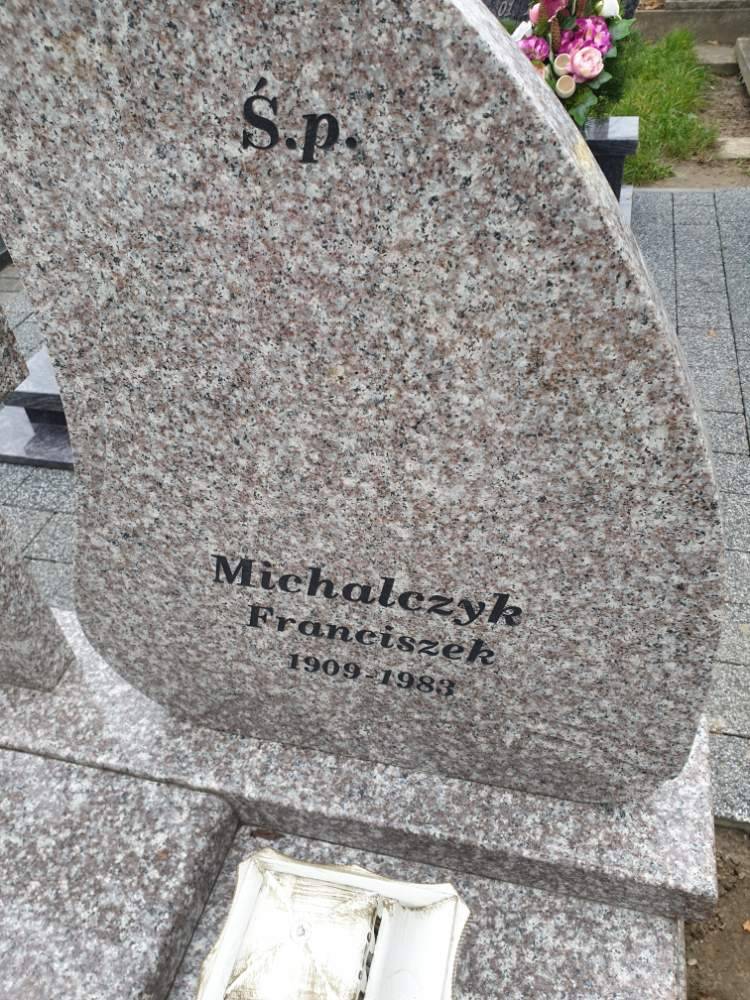 Ś.p.
Michalczyk
Franciszek
1909-1983